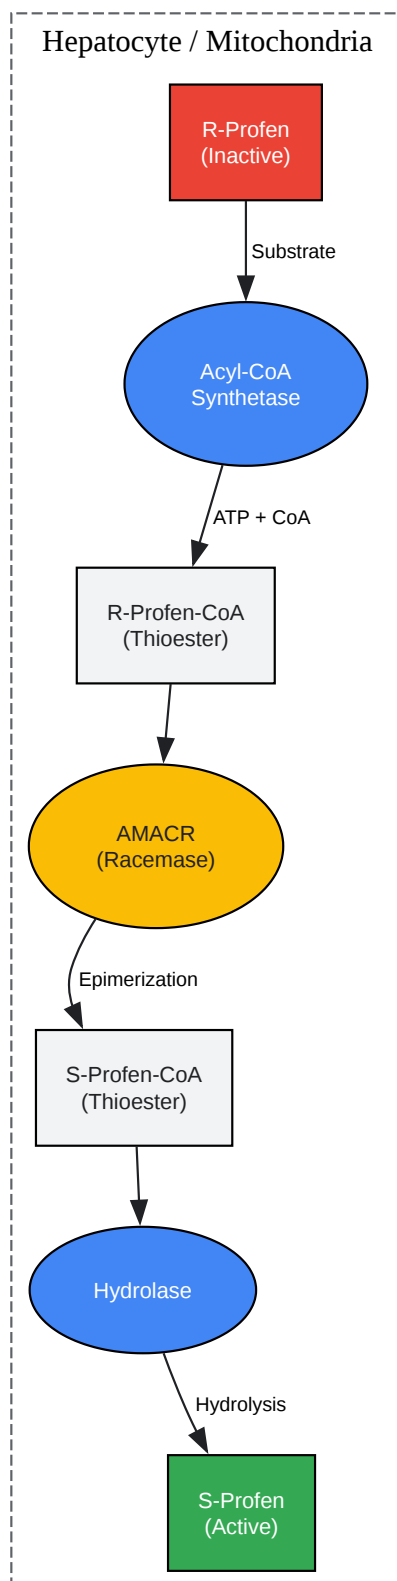 Hepatocyte / Mitochondria
R-Profen
(Inactive)
Substrate
Acyl-CoA
Synthetase
ATP + CoA
R-Profen-CoA
(Thioester)
AMACR
(Racemase)
Epimerization
S-Profen-CoA
(Thioester)
Hydrolase
Hydrolysis
S-Profen
(Active)